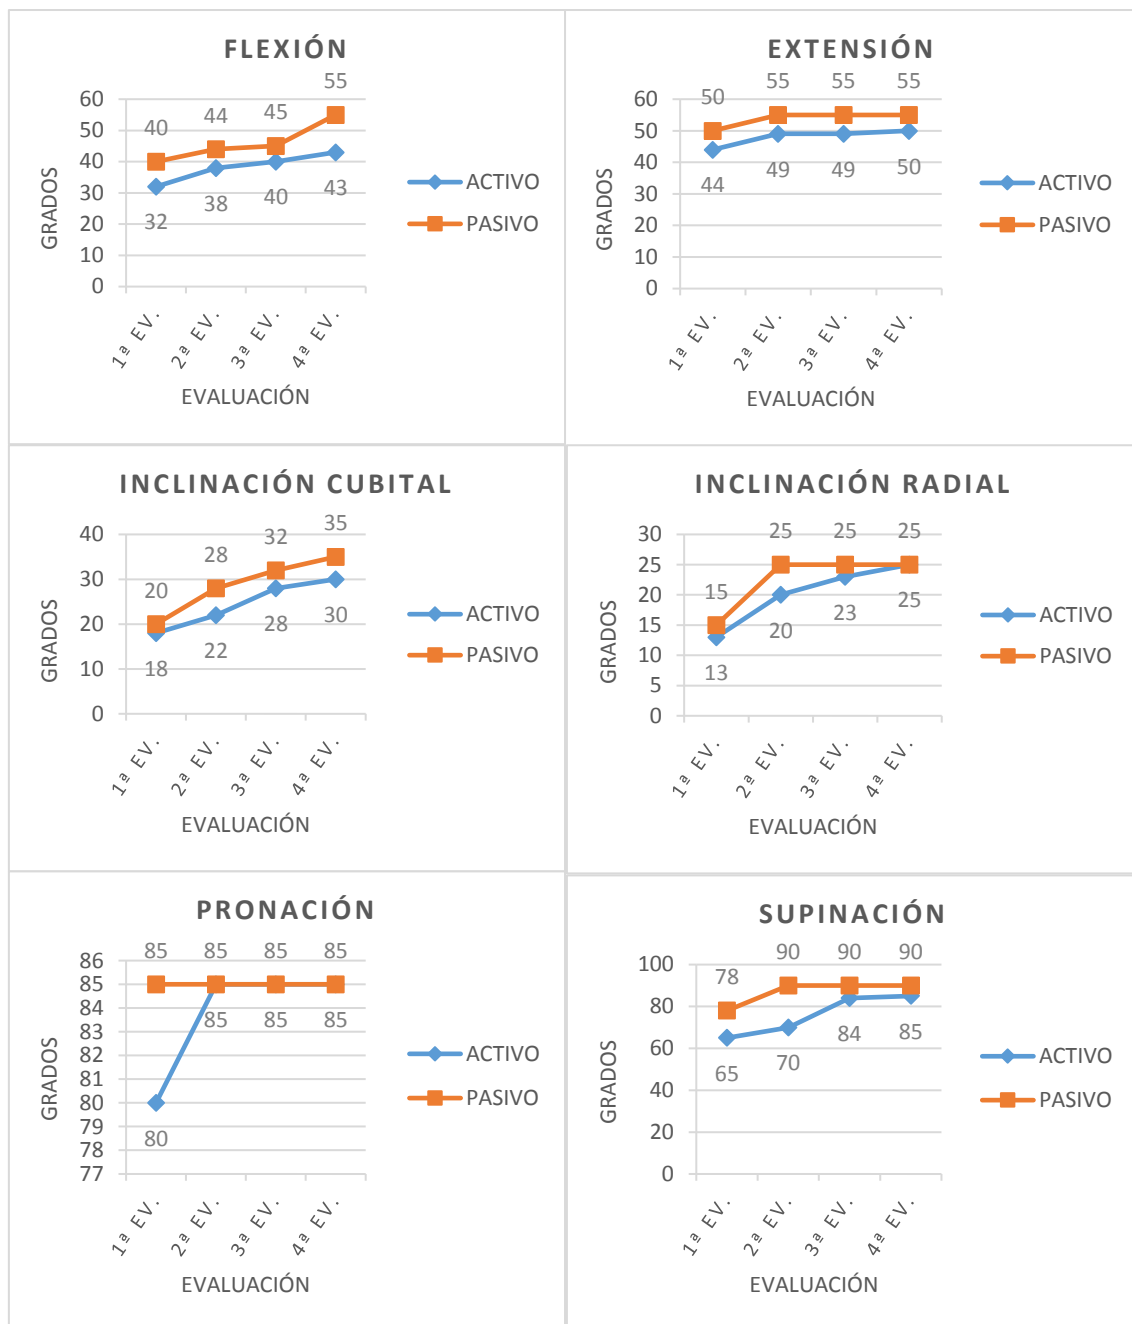 FLEXIÓN
55
40 44 45
60
50
40
30
20
10
0
32 38 40 43
GRADOS
ACTIVO
PASIVO
1ª EV.
2ª EV.
3ª EV.
4ª EV.
EVALUACIÓN
EXTENSIÓN
50 55 55 55
60
50
40
30
20
10
0
44 49 49 50
GRADOS
ACTIVO
PASIVO
1ª EV.
2ª EV.
3ª EV.
4ª EV.
EVALUACIÓN
INCLINACIÓN CUBITAL
20 28 32 35
40
30
20
10
0
18 22 28 30
GRADOS
ACTIVO
PASIVO
1ª EV.
2ª EV.
3ª EV.
4ª EV.
EVALUACIÓN
INCLINACIÓN RADIAL
15 25 25 25
30
25
20
15
10
5
0
13 20 23 25
GRADOS
ACTIVO
PASIVO
1ª EV.
2ª EV.
3ª EV.
4ª EV.
EVALUACIÓN
PRONACIÓN
85 85 85 85
86
85
84
83
82
81
80
79
78
77
80 85 85 85
GRADOS
ACTIVO
PASIVO
1ª EV.
2ª EV.
3ª EV.
4ª EV.
EVALUACIÓN
SUPINACIÓN
78 90 90 90
100
80
60
40
20
0
65 70 84 85
GRADOS
ACTIVO
PASIVO
1ª EV.
2ª EV.
3ª EV.
4ª EV.
EVALUACIÓN